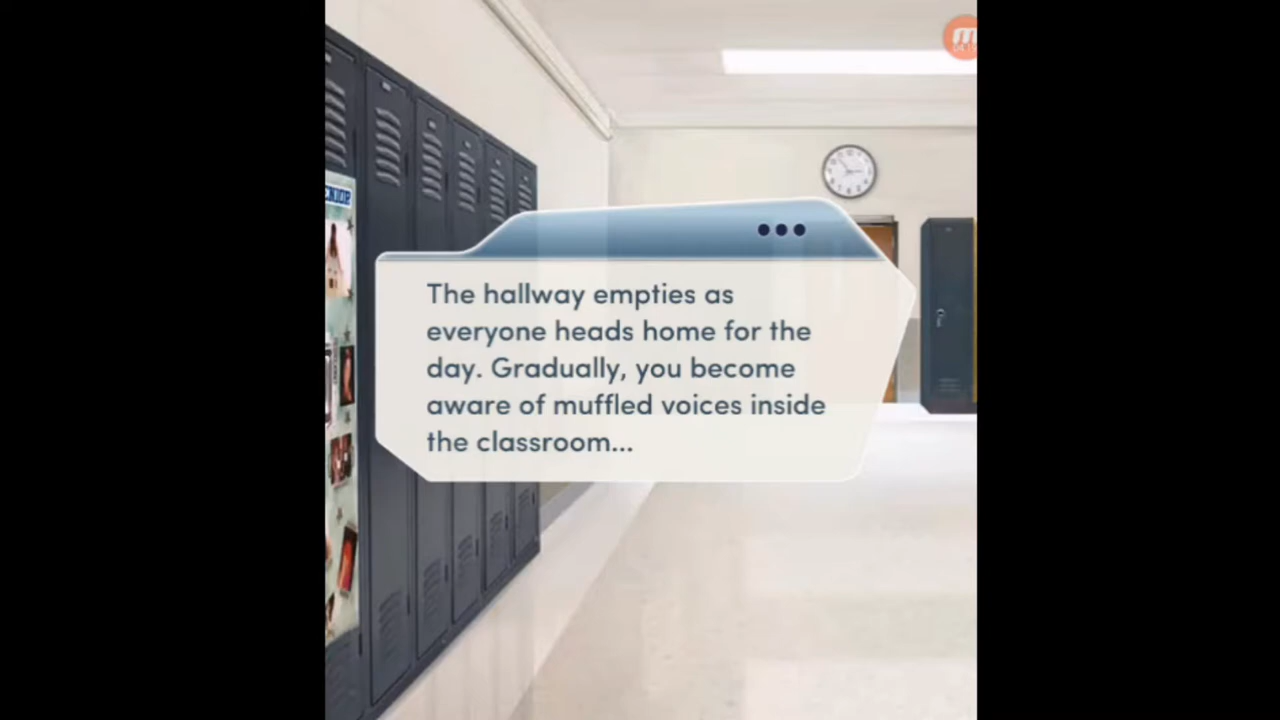 SENIOR
The hallway empties as
everyone heads home for the
day. Gradually, you become
aware of muffled voices inside
the classroom...